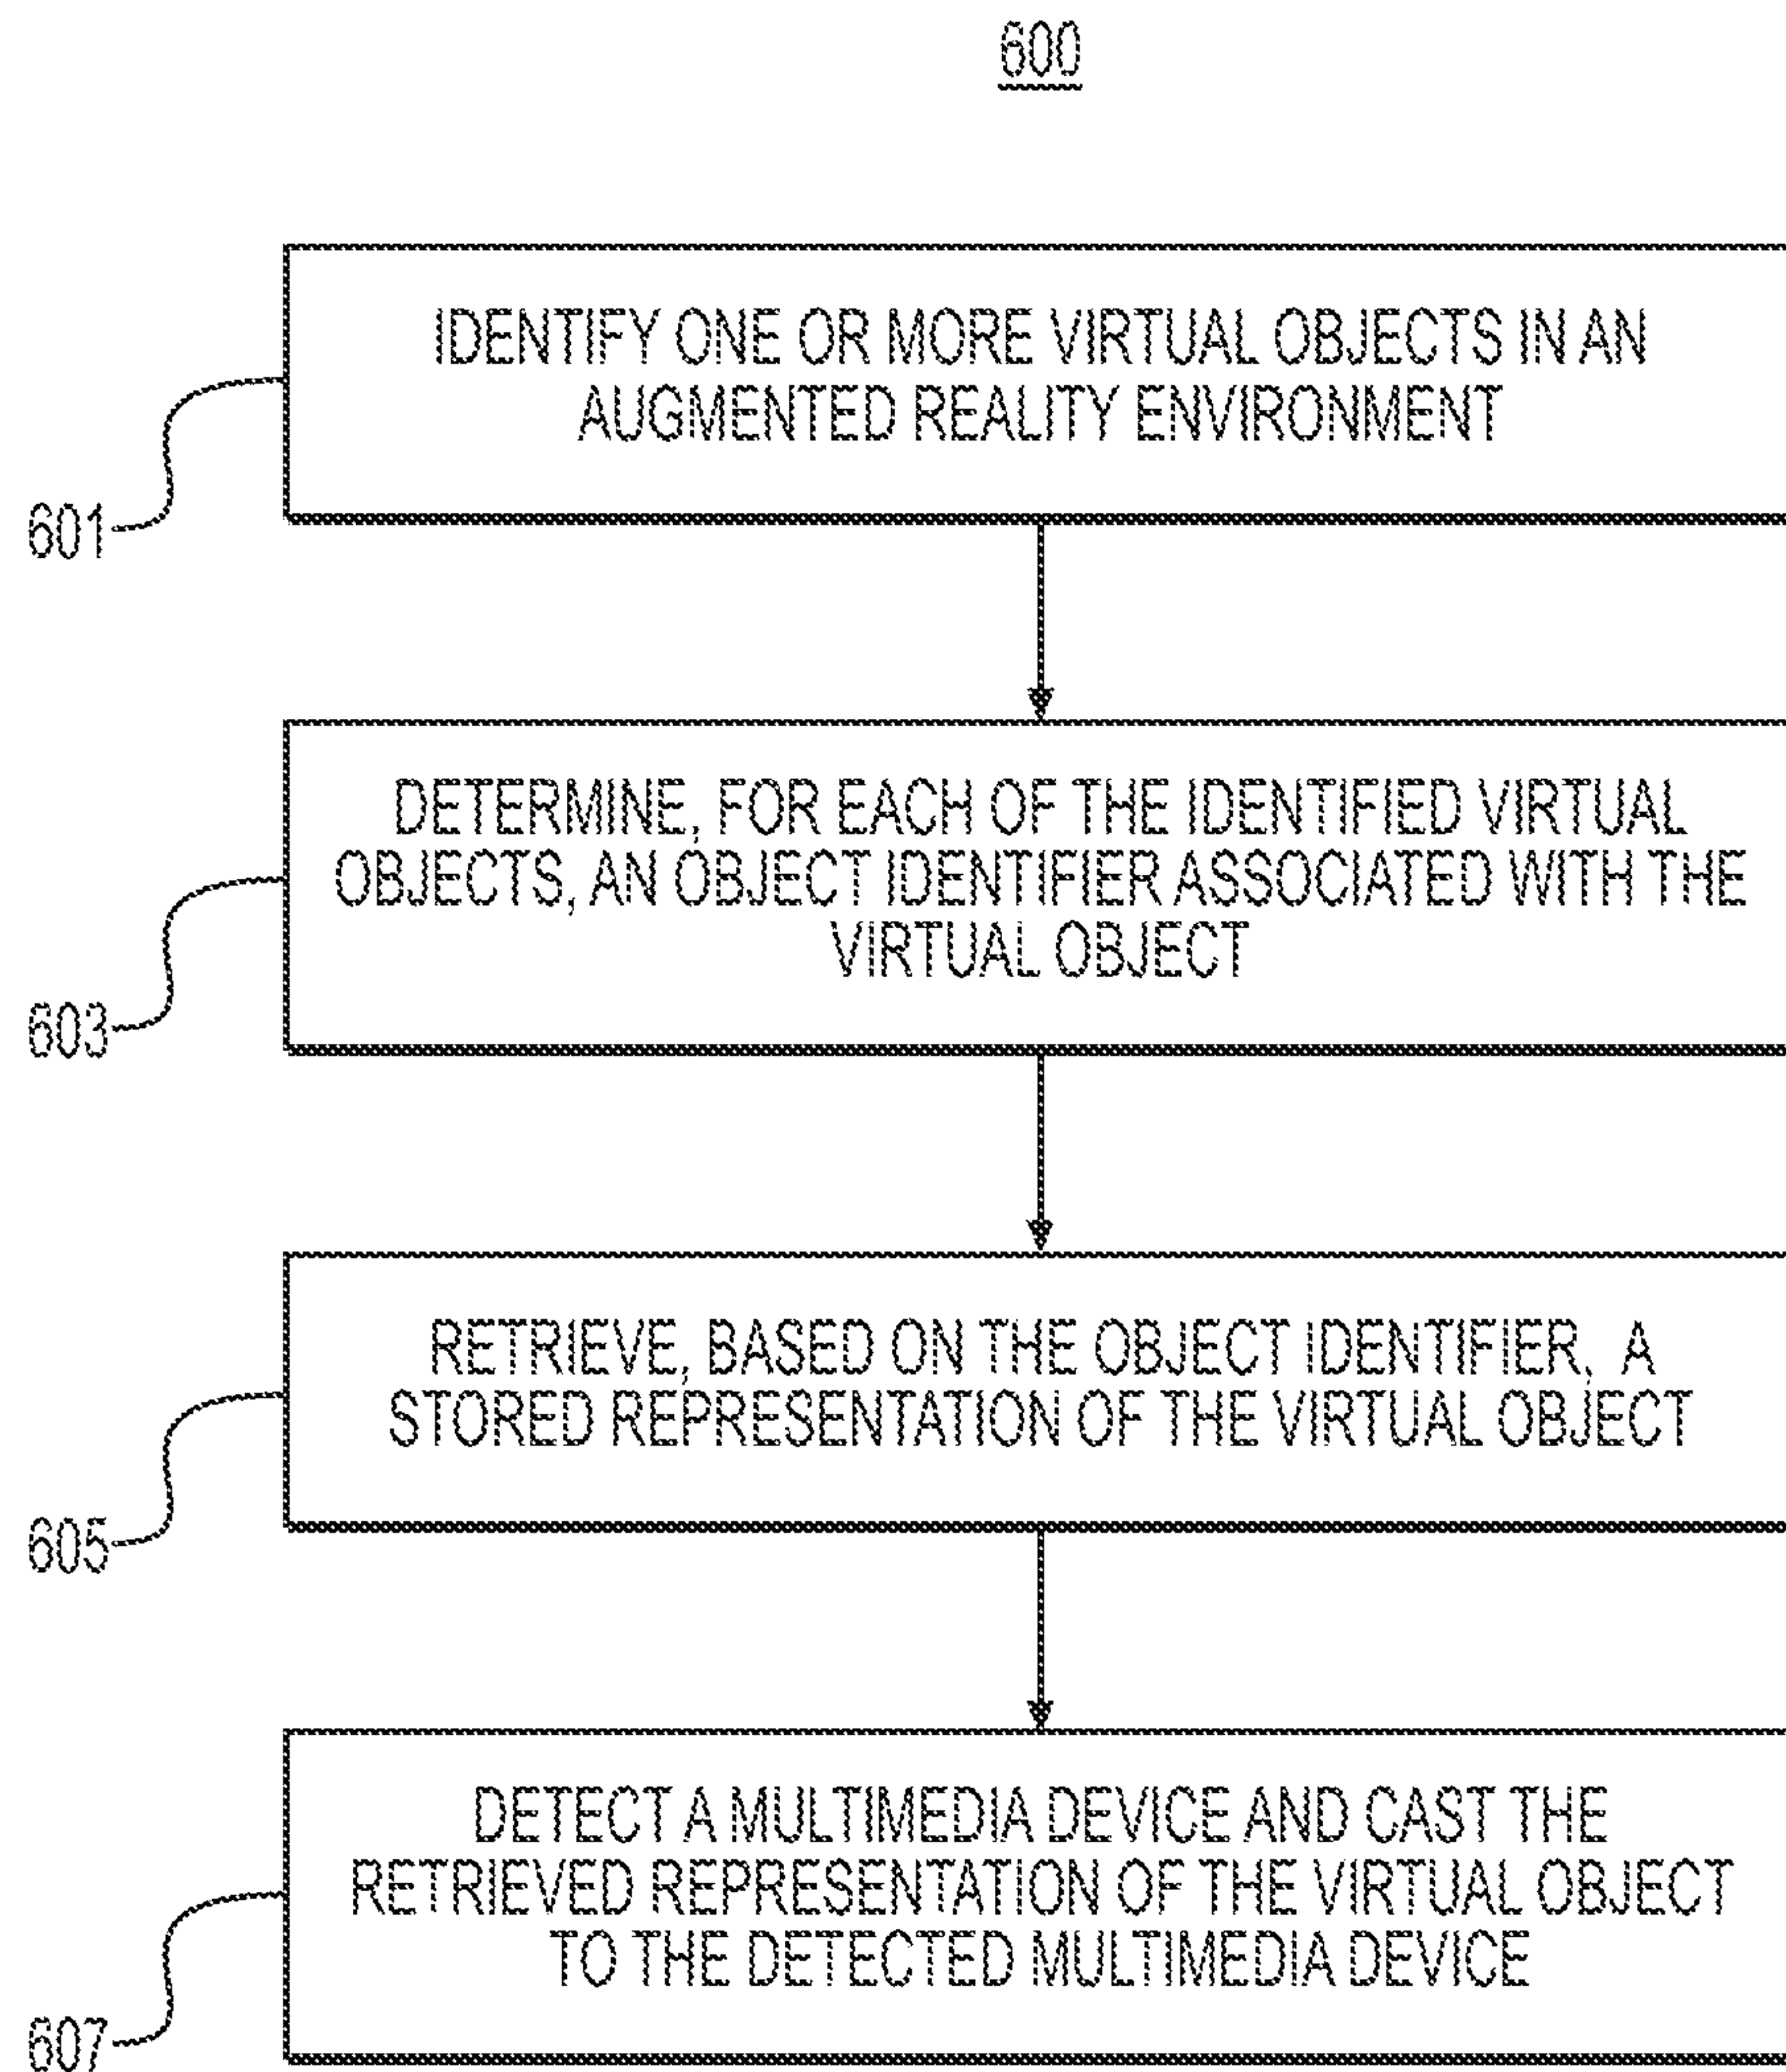 600
IDENTIFY ONE OR MORE VIRTUAL OBJECTS IN AN
AUGMENTED REALITY ENVIRONMENT
601
DETERMINE, FOR EACH OF THE IDENTIFIED VIRTUAL
OBJECTS, AN OBJECT IDENTIFIER ASSOCIATED WITH THE
VIRTUAL OBJECT
603
RETRIEVE, BASED ON THE OBJECT IDENTIFIER, A
STORED REPRESENTATION OF THE VIRTUAL OBJECT
605
DETECT A MULTIMEDIA DEVICE AND CAST THE
RETRIEVED REPRESENTATION OF THE VIRTUAL OBJECT
TO THE DETECTED MULTIMEDIA DEVICE
607